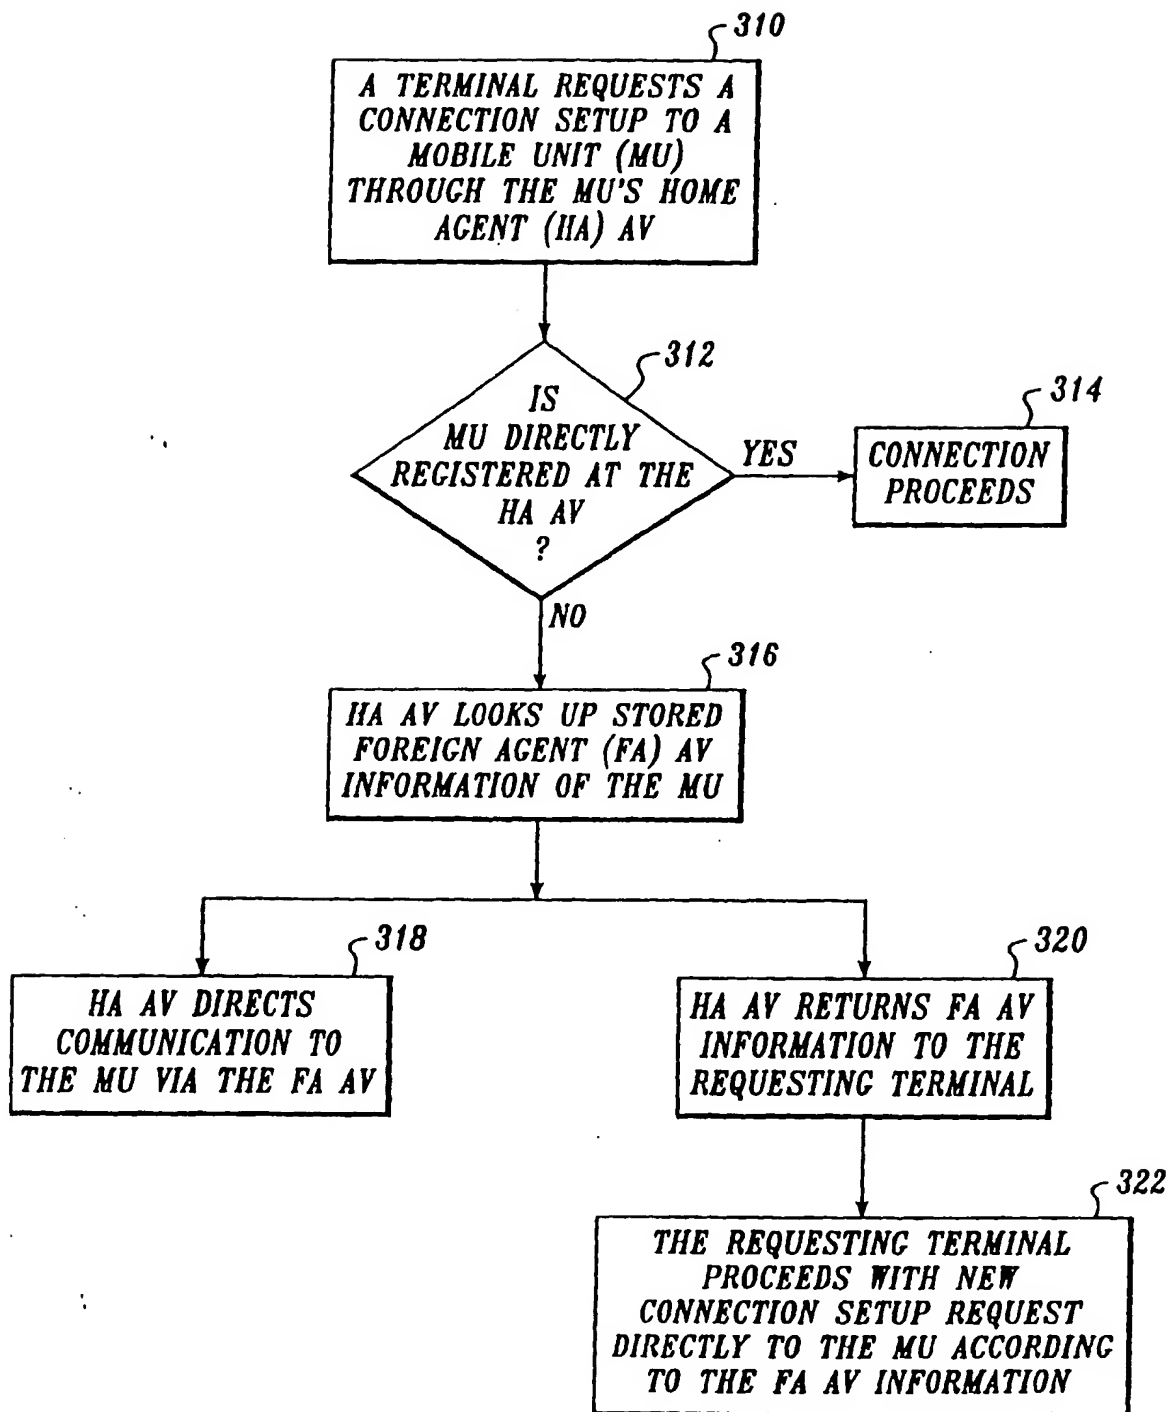 310
A TERMINAL REQUESTS A
CONNECTION SETUP TO A
MOBILE UNIT (MU)
THROUGH THE MU'S HOME
AGENT (HA) AV
312
IS
MU DIRECTLY
REGISTERED AT THE
HA AV
?
YES
314
CONNECTION
PROCEEDS
NO
316
HA AV LOOKS UP STORED
FOREIGN AGENT (FA) AV
INFORMATION OF THE MU
318
HA AV DIRECTS
COMMUNICATION TO
THE MU VIA THE FA AV
320
HA AV RETURNS FA AV
INFORMATION TO THE
REQUESTING TERMINAL
322
THE REQUESTING TERMINAL
PROCEEDS WITH NEW
CONNECTION SETUP REQUEST
DIRECTLY TO THE MU ACCORDING
TO THE FA AV INFORMATION